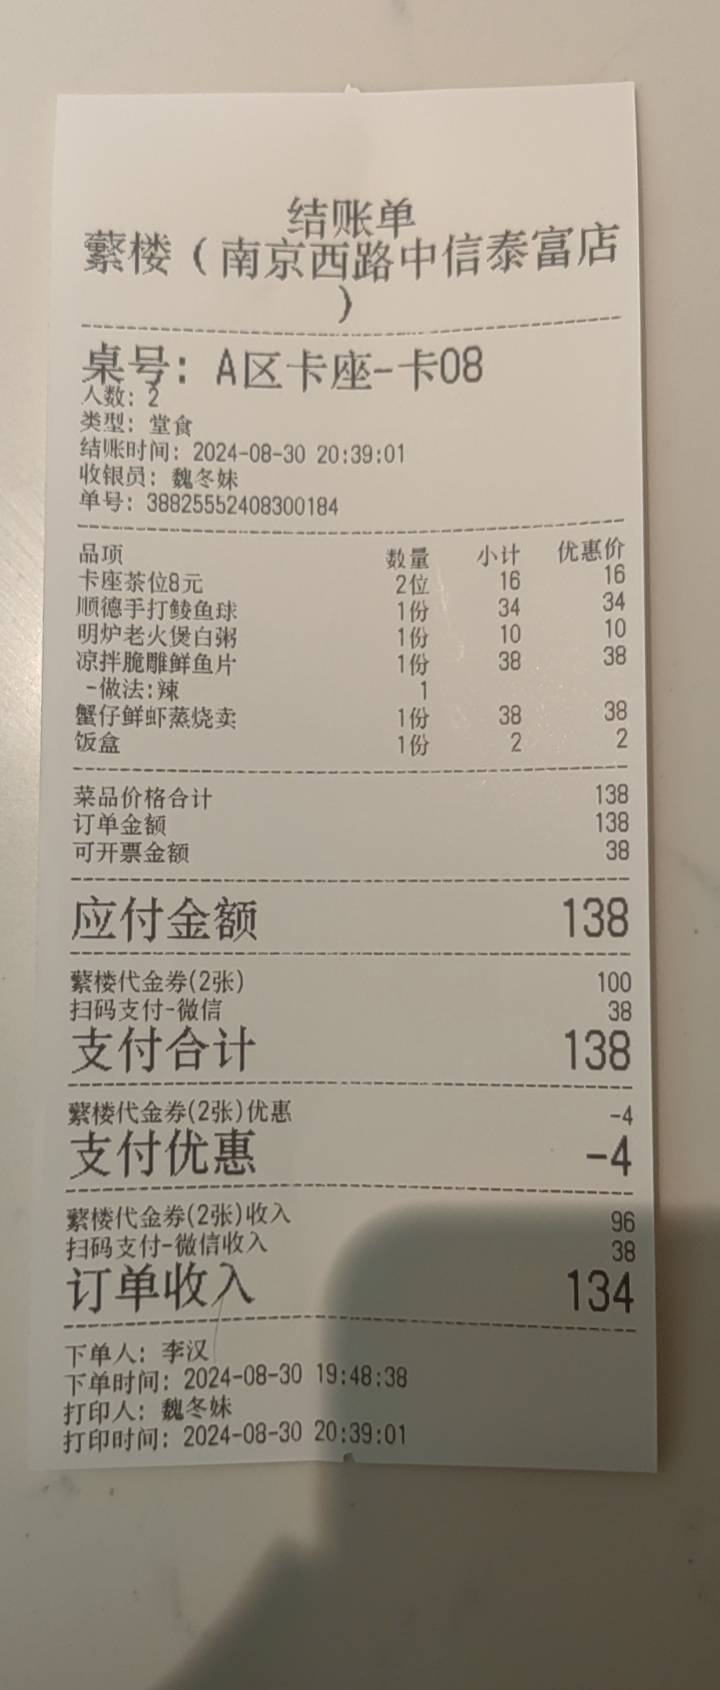 结账单
蘩楼（南京西路中信泰富店
）
桌号：A区卡座-卡08
人数：2
类型：堂食
结账时间：2024-08-30 20:39:01
收银员：魏冬妹
单号：38825552408300184
品项 数量 小计 优惠价
卡座茶位8元 2位 16 16
顺德手打鲮鱼球 1份 34 34
明炉老火煲白粥 1份 10 10
凉拌脆雕鲜鱼片 1份 38 38
-做法:辣 1
蟹仔鲜虾蒸烧卖 1份 38 38
饭盒 1份 2 2
菜品价格合计 138
订单金额 138
可开票金额 38
应付金额 138
蘩楼代金券(2张) 100
扫码支付-微信 38
支付合计 138
蘩楼代金券(2张)优惠 -4
支付优惠 -4
蘩楼代金券(2张)收入 96
扫码支付-微信收入 38
订单收入 134
下单人：李汉
下单时间：2024-08-30 19:48:38
打印人：魏冬妹
打印时间：2024-08-30 20:39:01